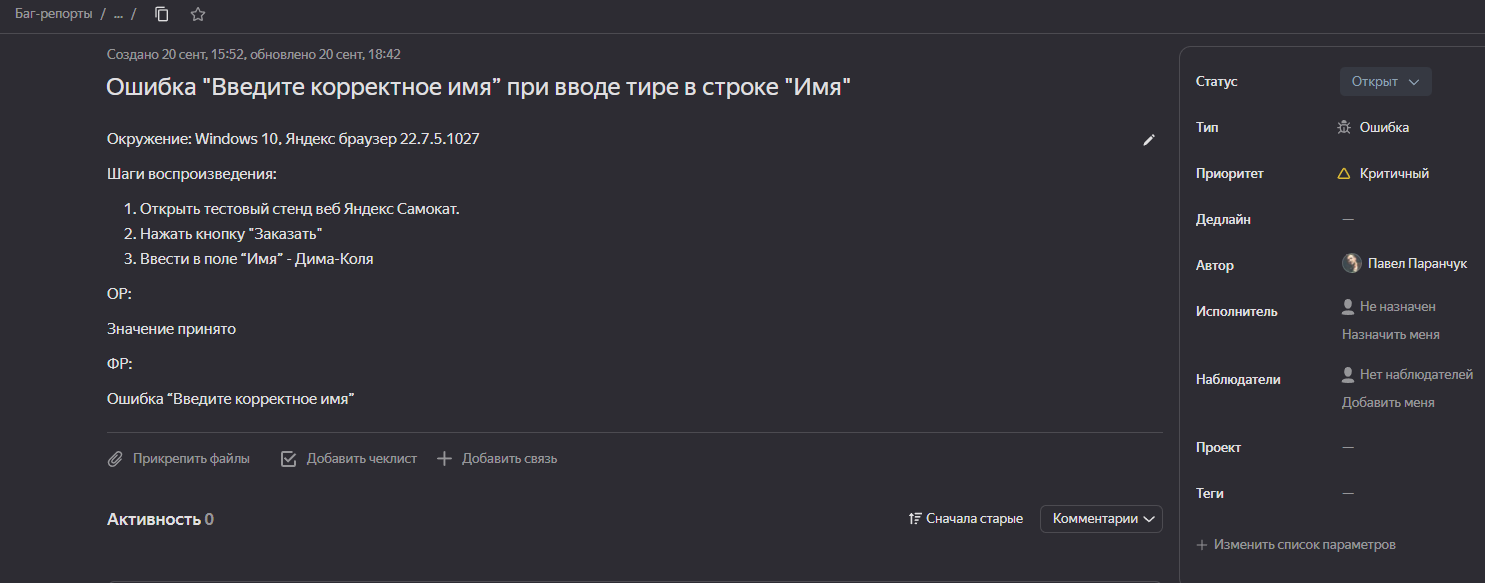 Баг-репорты / ... /
Создано 20 сент, 15:52, обновлено 20 сент, 18:42
Ошибка "Введите корректное имя” при вводе тире в строке "Имя"
Окружение: Windows 10, Яндекс браузер 22.7.5.1027
Шаги воспроизведения:
1. Открыть тестовый стенд веб Яндекс Самокат.
2. Нажать кнопку "Заказать"
3. Ввести в поле “Имя” - Дима-Коля
ОР:
Значение принято
ФР:
Ошибка “Введите корректное имя”
Прикрепить файлы Добавить чеклист Добавить связь
Активность 0 Сначала старые Комментарии
Статус Открыт
Тип Ошибка
Приоритет Критичный
Дедлайн —
Автор Павел Паранчук
Исполнитель Не назначен
Назначить меня
Наблюдатели Нет наблюдателей
Добавить меня
Проект —
Теги —
+ Изменить список параметров